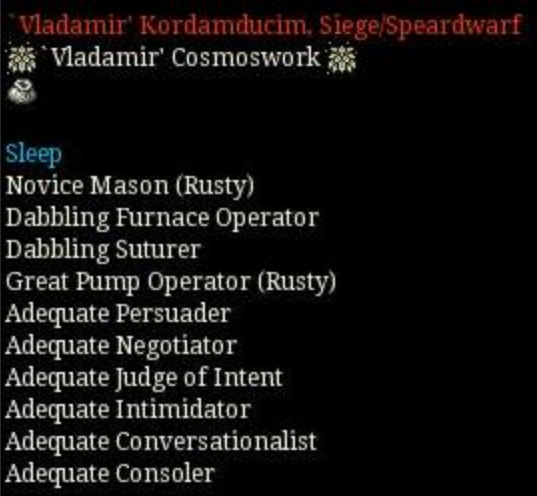 `Vladamir' Kordamducim, Siege/Speardwarf
`Vladamir' Cosmoswork
Sleep
Novice Mason (Rusty)
Dabbling Furnace Operator
Dabbling Suturer
Great Pump Operator (Rusty)
Adequate Persuader
Adequate Negotiator
Adequate Judge of Intent
Adequate Intimidator
Adequate Conversationalist
Adequate Consoler